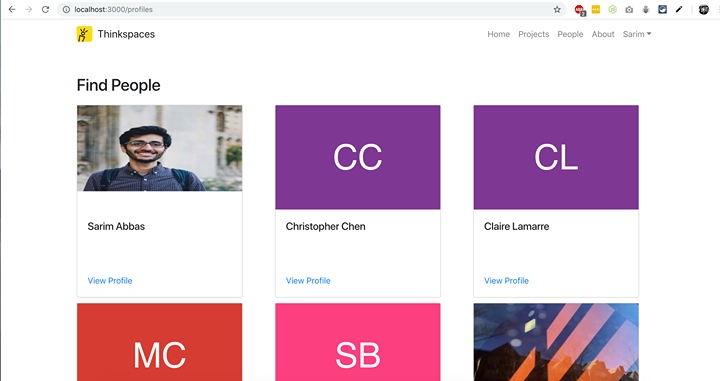 localhost:3000/profiles
2
Thinkspaces
Home Projects People About Sarim
Find People
CC
CL
Sarim Abbas
Christopher Chen
Claire Lamarre
View Profile
View Profile
View Profile
MC
SB